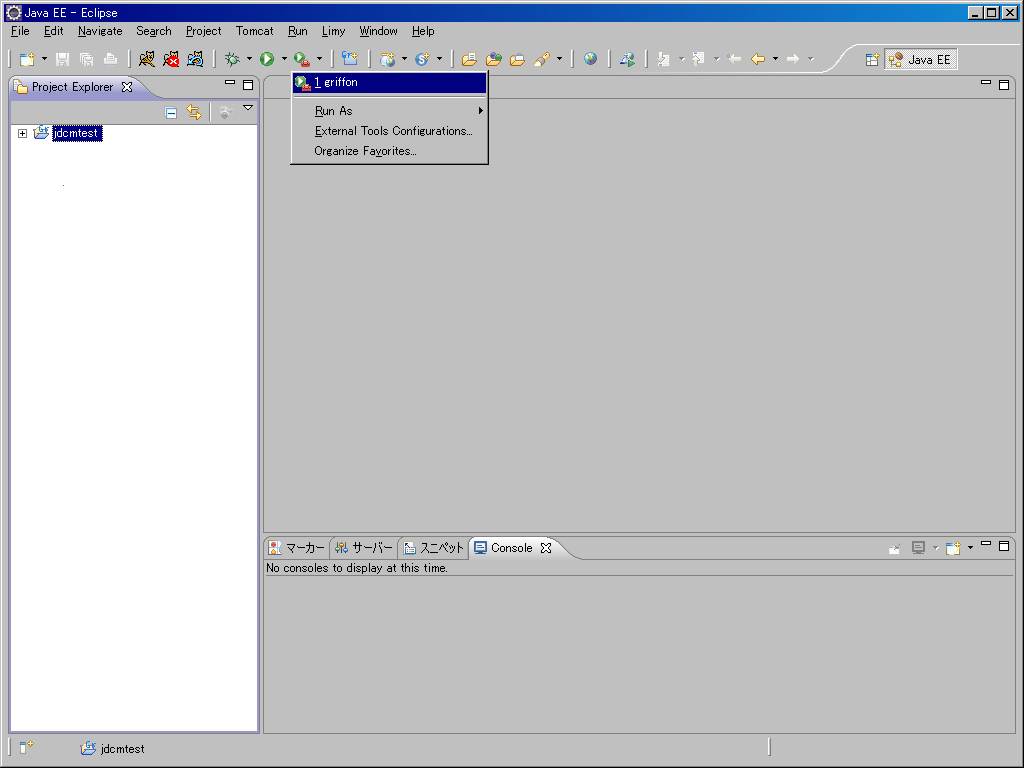 Java EE - Eclipse
File Edit Navigate Search Project Tomcat Run Limy Window Help
Java EE
Project Explorer
1 griffon
Run As
External Tools Configurations...
Organize Favorites...
jdcmtest
マーカー サーバー スニペット Console
No consoles to display at this time.
jdcmtest